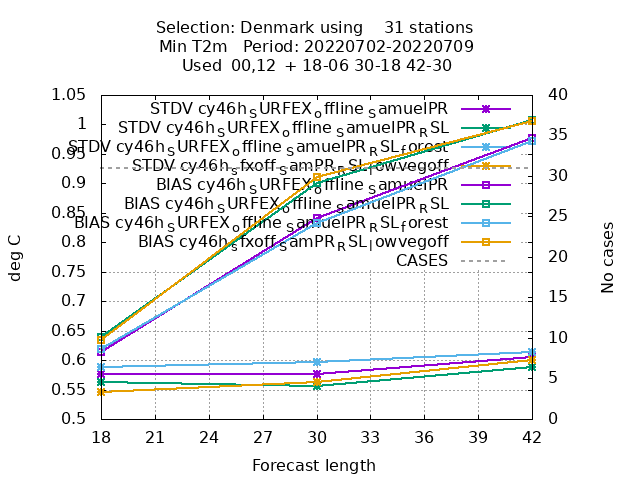 Selection: Denmark using    31 stations
Min T2m   Period: 20220702-20220709
Used  00,12  + 18-06 30-18 42-30
1.05
1
0.95
0.9
0.85
0.8
0.75
0.7
0.65
0.6
0.55
0.5
deg C
STDV cy46h_SURFEX_offline_samuelPR
STDV cy46h_SURFEX_offline_samuelPR_RSL
STDV cy46h_SURFEX_offline_samuelPR_RSL_forest
STDV cy46h_sfxoff_samPR_RSL_lowvegoff
BIAS cy46h_SURFEX_offline_samuelPR
BIAS cy46h_SURFEX_offline_samuelPR_RSL
BIAS cy46h_SURFEX_offline_samuelPR_RSL_forest
BIAS cy46h_sfxoff_samPR_RSL_lowvegoff
CASES
40
35
30
25
20
15
10
5
0
No cases
18 21 24 27 30 33 36 39 42
Forecast length